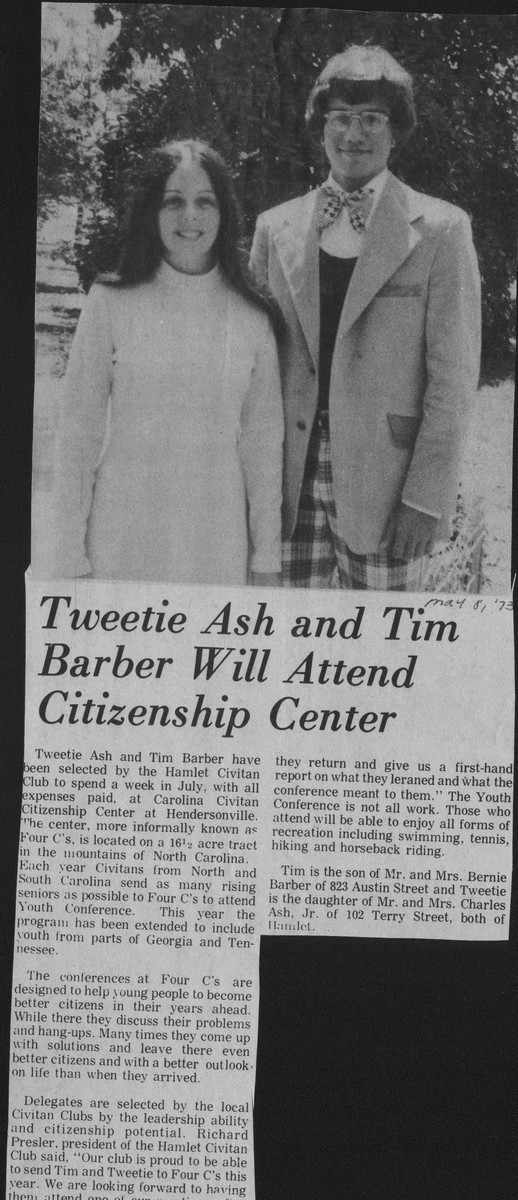 may 8, '73
Tweetie Ash and Tim
Barber Will Attend
Citizenship Center
Tweetie Ash and Tim Barber have
been selected by the Hamlet Civitan
Club to spend a week in July, with all
expenses paid, at Carolina Civitan
Citizenship Center at Hendersonville.
The center, more informally known as
Four C's, is located on a 16½ acre tract
in the mountains of North Carolina.
Each year Civitans from North and
South Carolina send as many rising
seniors as possible to Four C's to attend
Youth Conference. This year the
program has been extended to include
youth from parts of Georgia and Ten-
nessee.
The conferences at Four C's are
designed to help young people to become
better citizens in their years ahead.
While there they discuss their problems
and hang-ups. Many times they come up
with solutions and leave there even
better citizens and with a better outlook
on life than when they arrived.
Delegates are selected by the local
Civitan Clubs by the leadership ability
and citizenship potential. Richard
Presler, president of the Hamlet Civitan
Club said, "Our club is proud to be able
to send Tim and Tweetie to Four C's this
year. We are looking forward to having
them attend one of our
they return and give us a first-hand
report on what they leraned and what the
conference meant to them." The Youth
Conference is not all work. Those who
attend will be able to enjoy all forms of
recreation including swimming, tennis,
hiking and horseback riding.
Tim is the son of Mr. and Mrs. Bernie
Barber of 823 Austin Street and Tweetie
is the daughter of Mr. and Mrs. Charles
Ash, Jr. of 102 Terry Street, both of
Hamlet.